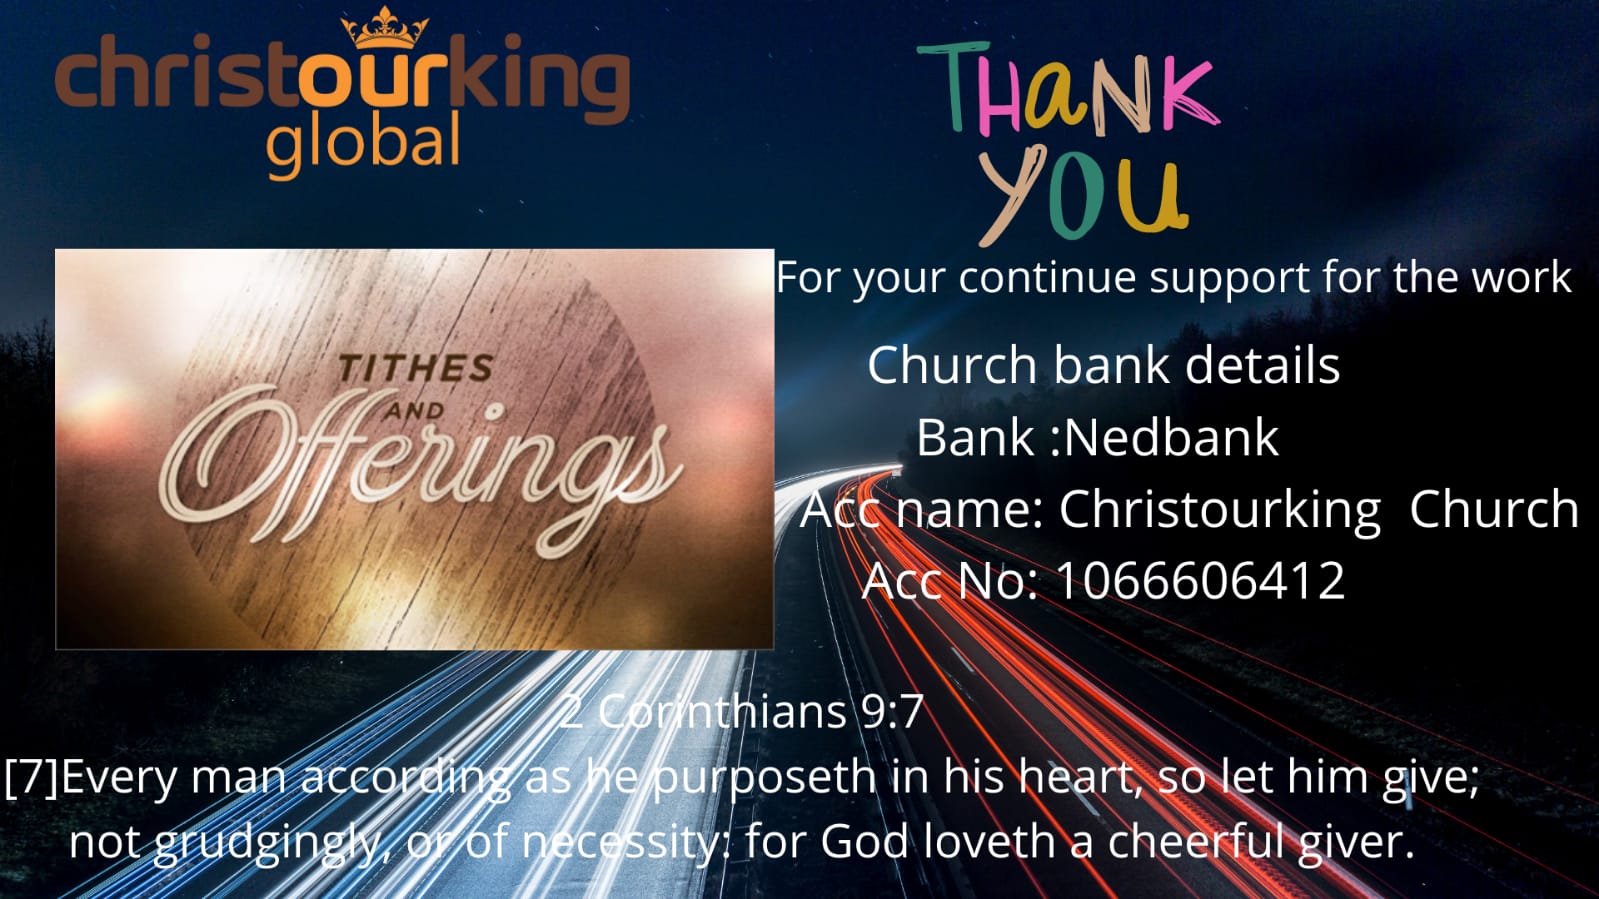 christourking
global
THaNK
YOU
TITHES
AND
Offerings
For your continue support for the work
Church bank details
Bank :Nedbank
Acc name: Christourking  Church
Acc No: 1066606412
2 Corinthians 9:7
[7]Every man according as he purposeth in his heart, so let him give;
not grudgingly, or of necessity: for God loveth a cheerful giver.